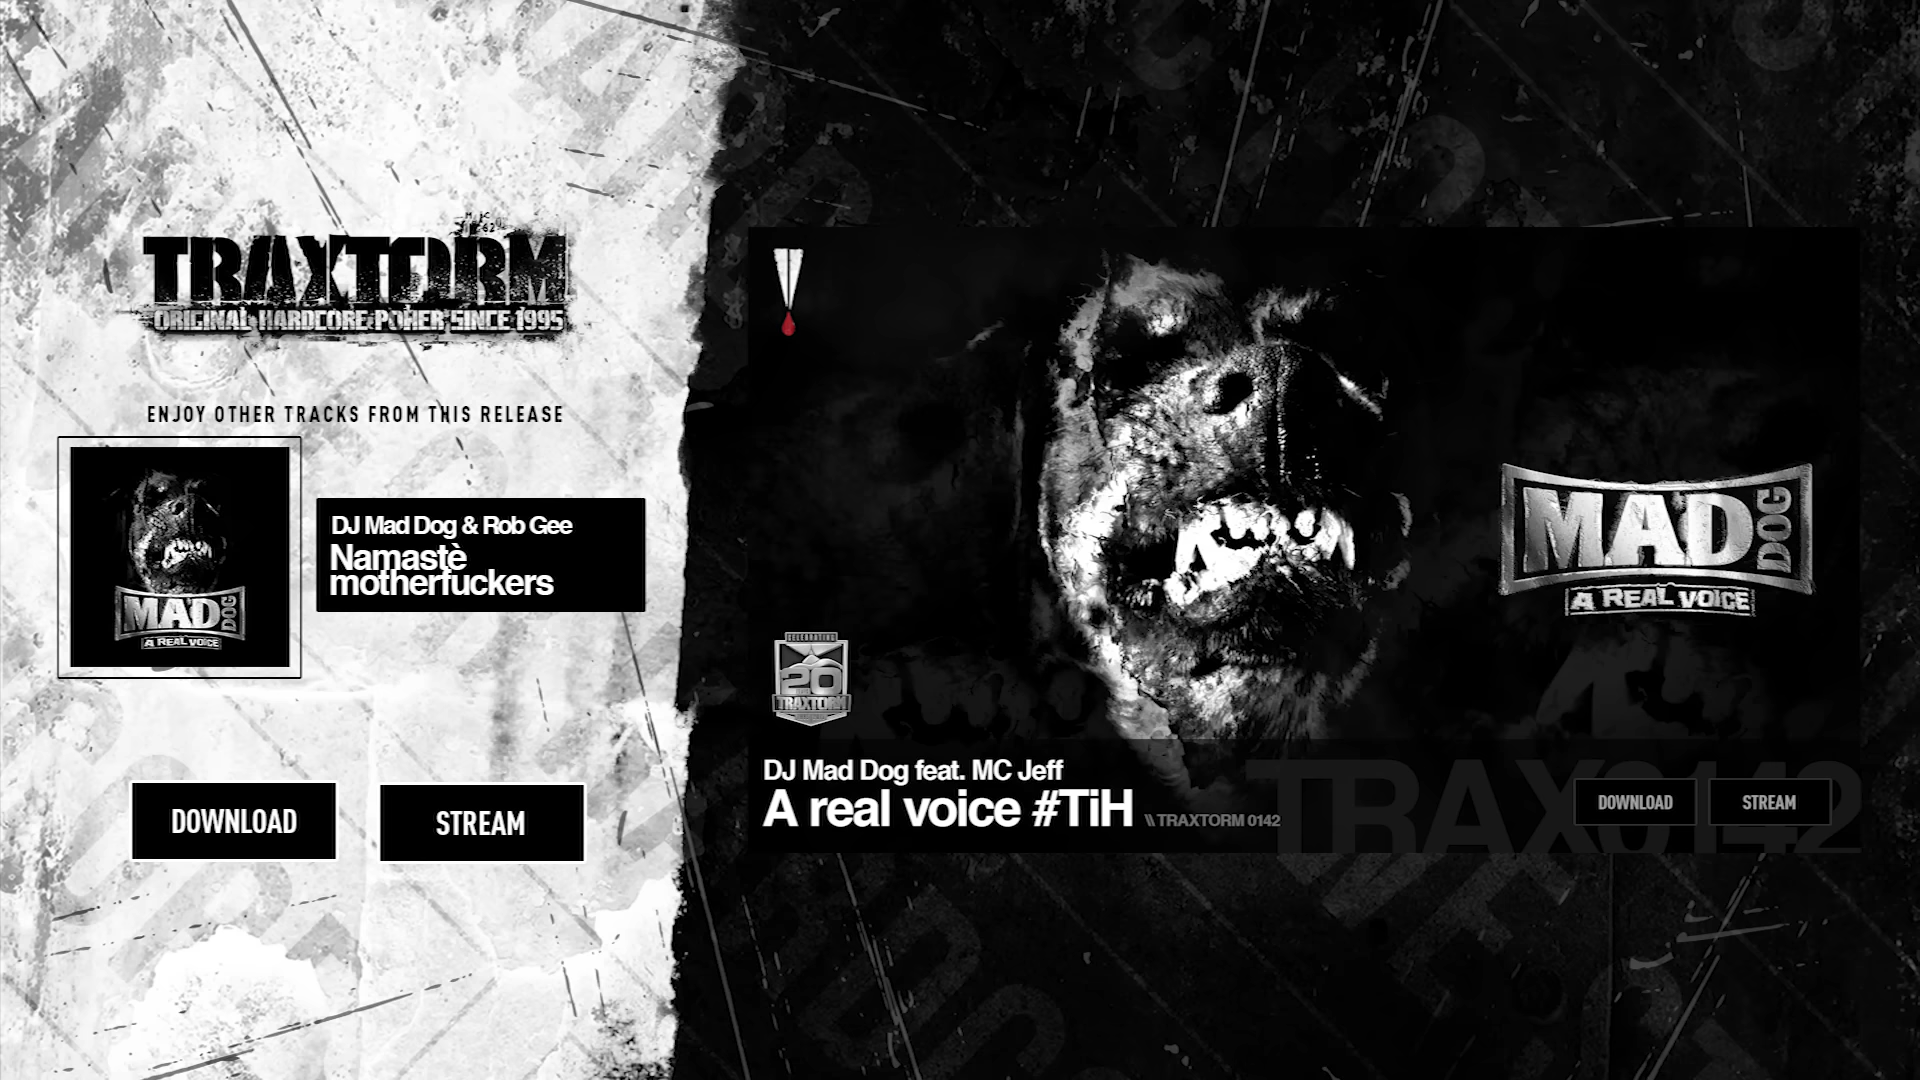 TRAXTORM
ORIGINAL HARDCORE POWER SINCE 1995
ENJOY OTHER TRACKS FROM THIS RELEASE
MAD DOG
A REAL VOICE
DJ Mad Dog & Rob Gee
Namastè
motherfuckers
DOWNLOAD
STREAM
MAD DOG
A REAL VOICE
CELEBRATING
20
TRAXTORM
DJ Mad Dog feat. MC Jeff
A real voice #TiH \\ TRAXTORM 0142
TRAX0142
DOWNLOAD
STREAM